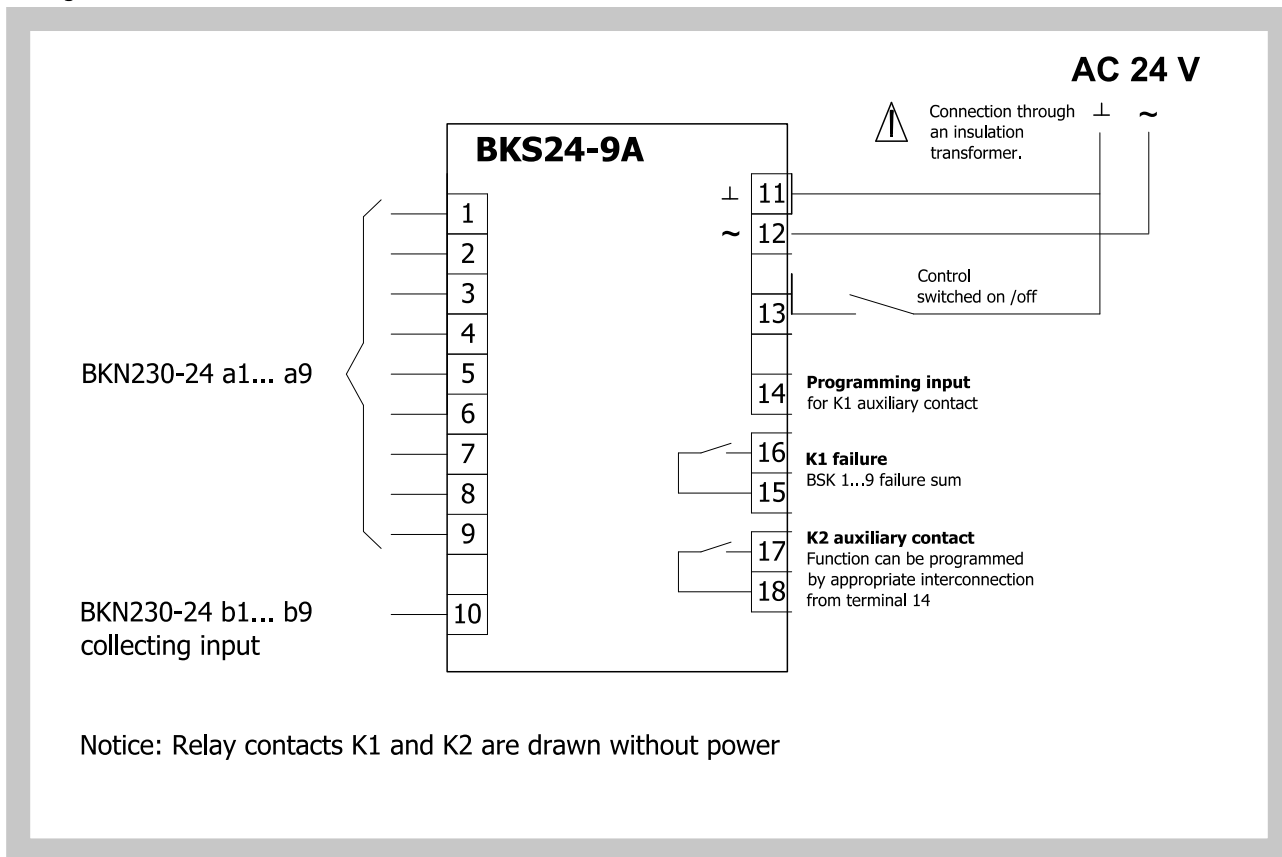 AC 24 V
Connection through
an insulation
transformer.
⊥ ~
BKS24-9A
⊥ 11
~ 12
Control
switched on /off
13
14
Programming input
for K1 auxiliary contact
16
15
K1 failure
BSK 1...9 failure sum
17
18
K2 auxiliary contact
Function can be programmed
by appropriate interconnection
from terminal 14
1
2
3
4
5
6
7
8
9
10
BKN230-24 a1... a9
BKN230-24 b1... b9
collecting input
Notice: Relay contacts K1 and K2 are drawn without power